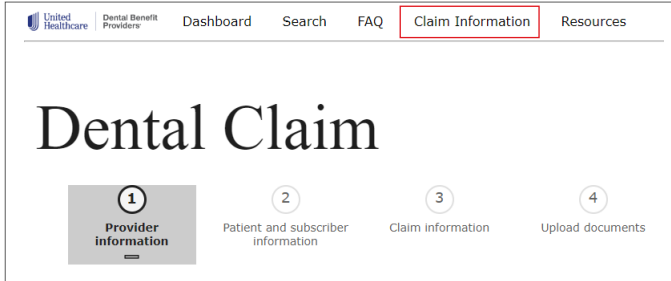 United Healthcare Dental Benefit Providers Dashboard Search FAQ Claim Information Resources
Dental Claim
1 2 3 4
Provider information
Patient and subscriber information
Claim information
Upload documents